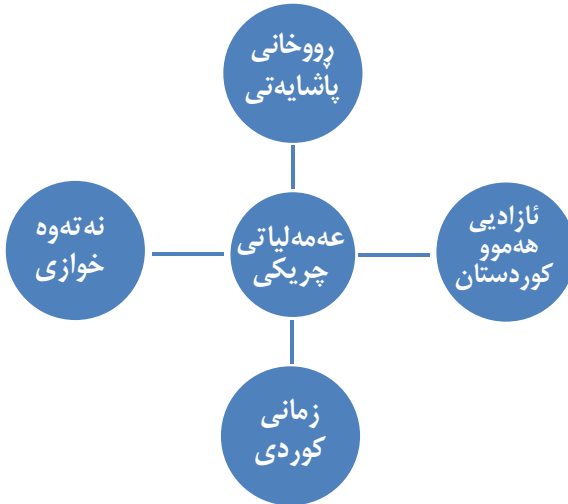 ڕووخانی
پاشایەتی
ئازادیی
هەموو
کوردستان
عەمەلیاتی
چریکی
نەتەوە
خوازی
زمانی
کوردی